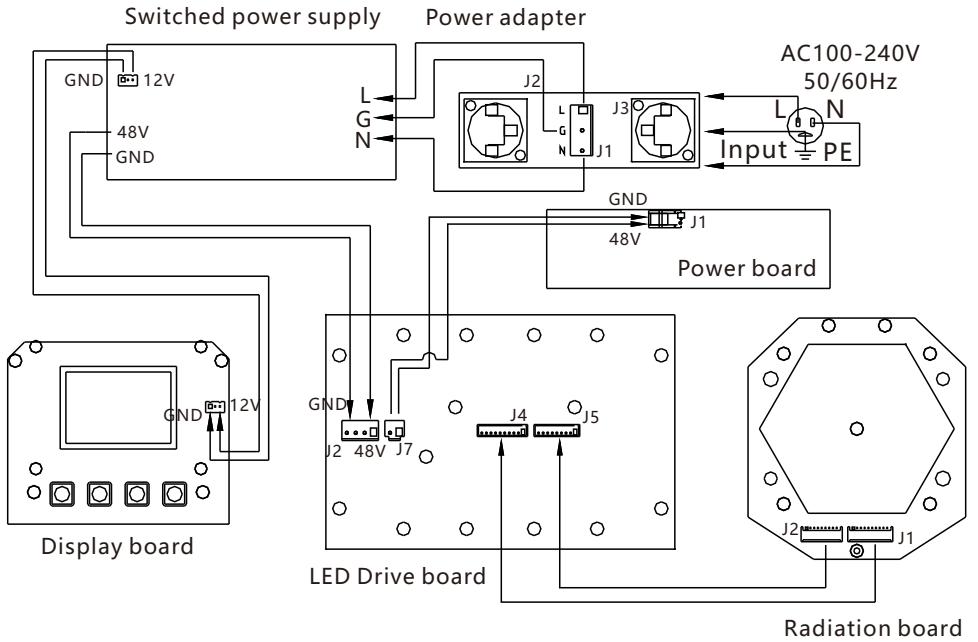 Switched power supply
Power adapter
AC100-240V
50/60Hz
GND
12V
L
G
N
48V
GND
J2
L
G
N
J1
J3
L
N
Input
PE
GND
48V
J1
Power board
GND
12V
Display board
GND
J2
48V
J7
J4
J5
LED Drive board
J2
J1
Radiation board